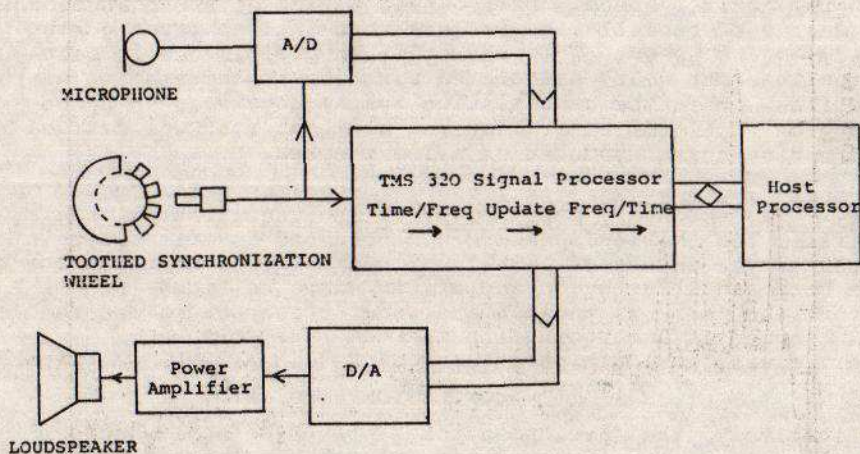 A/D
MICROPHONE
TMS 320 Signal Processor
Time/Freq Update Freq/Time
Host
Processor
TOOTHED SYNCHRONIZATION
WHEEL
Power
Amplifier
D/A
LOUDSPEAKER